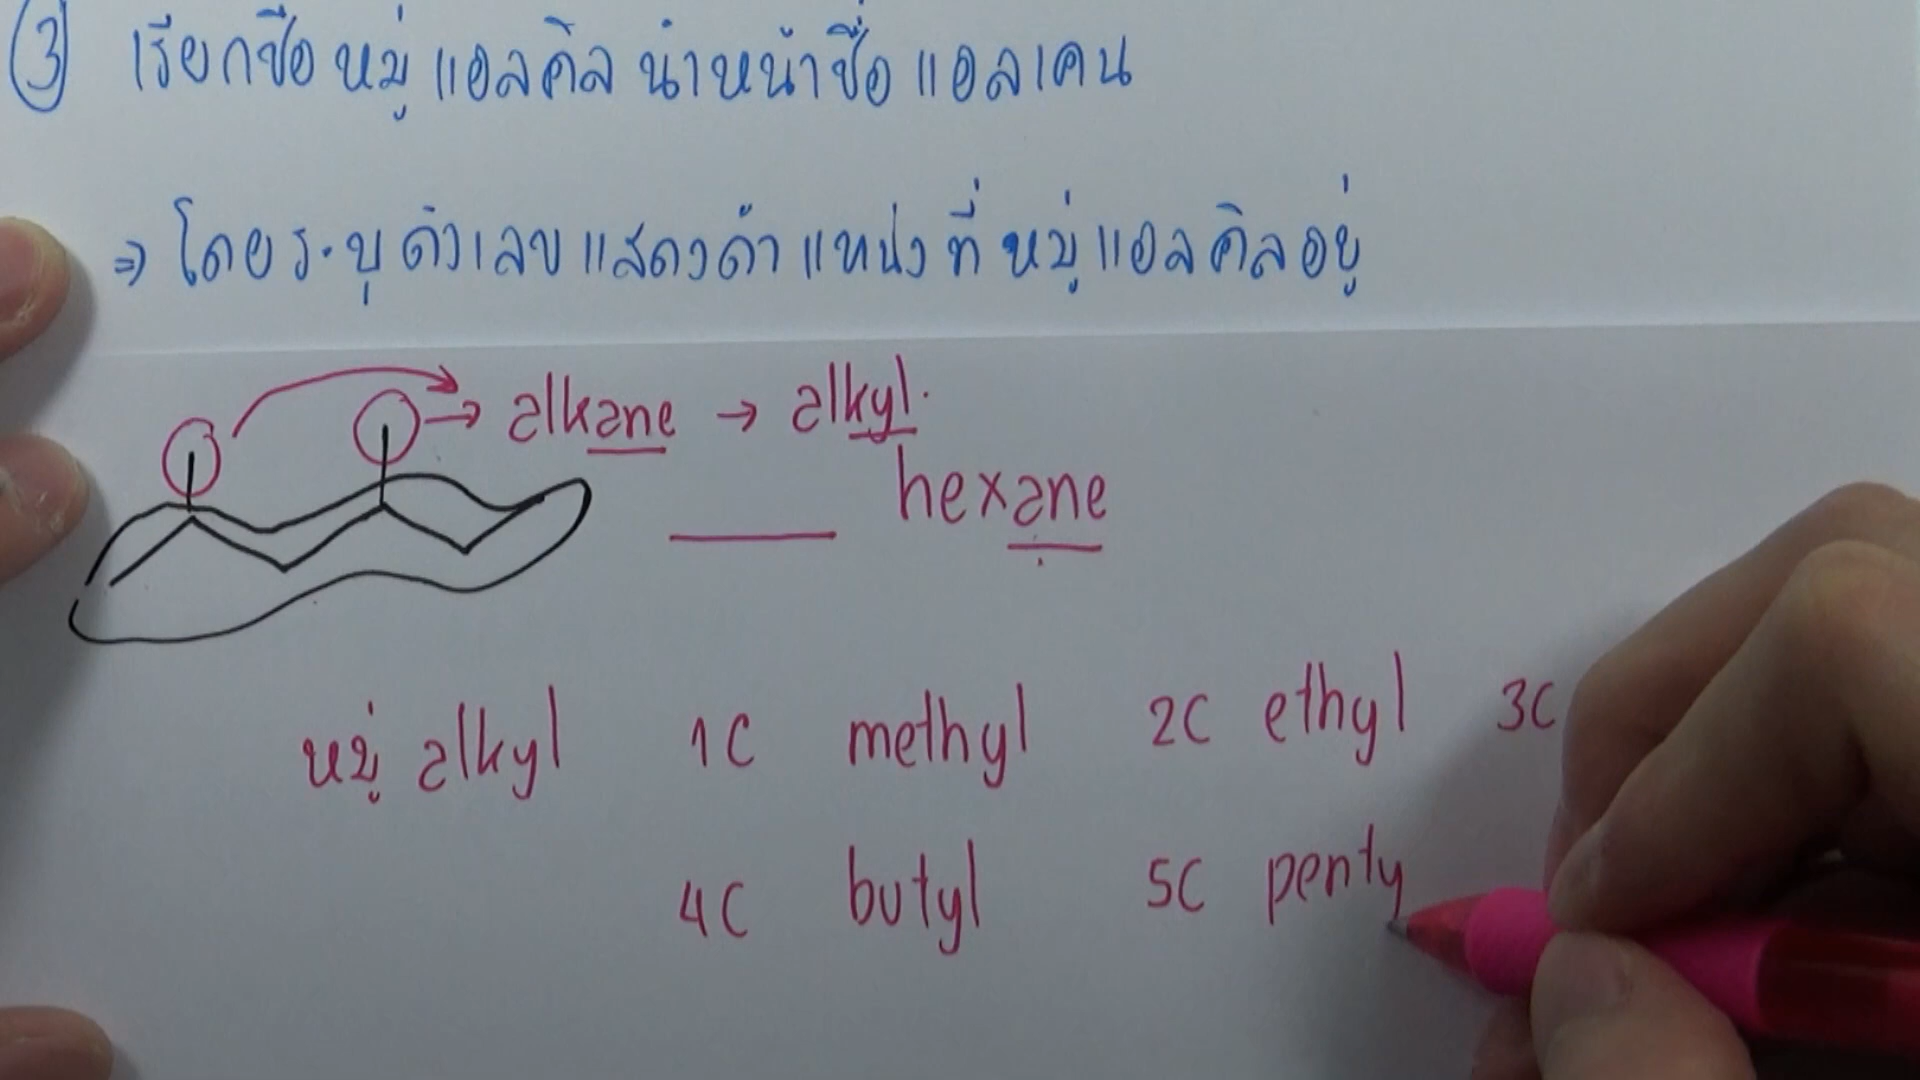 ③ เรียกชื่อ หมู่ แอลคิล นำหน้าชื่อ แอลเคน
⇒ โดยระบุตัวเลขแสดงตำแหน่งที่ หมู่แอลคิลอยู่
→ alkane → alkyl.
hexane
หมู่ alkyl 1C methyl 2C ethyl 3C
4C butyl 5C penty